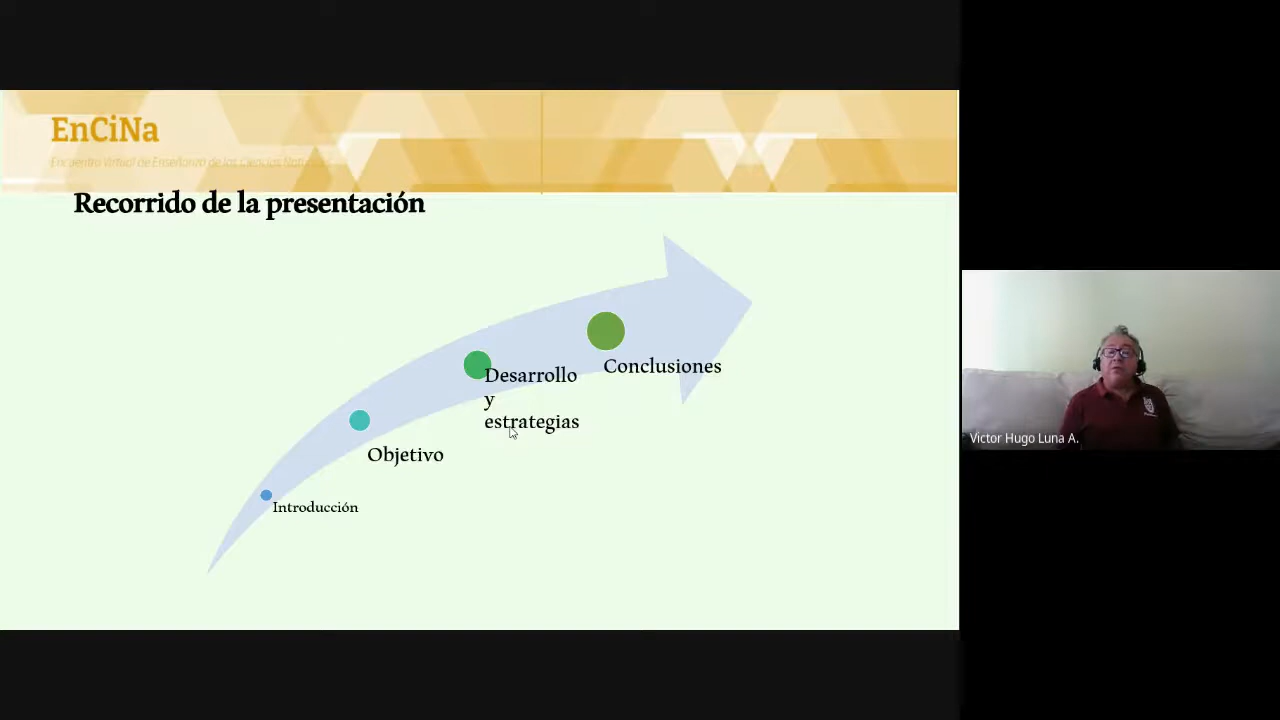 EnCiNa
Encuentro Virtual de Enseñanza de las Ciencias Naturales
Recorrido de la presentación
Conclusiones
Desarrollo
y
estrategias
Objetivo
Introducción
Victor Hugo Luna A.